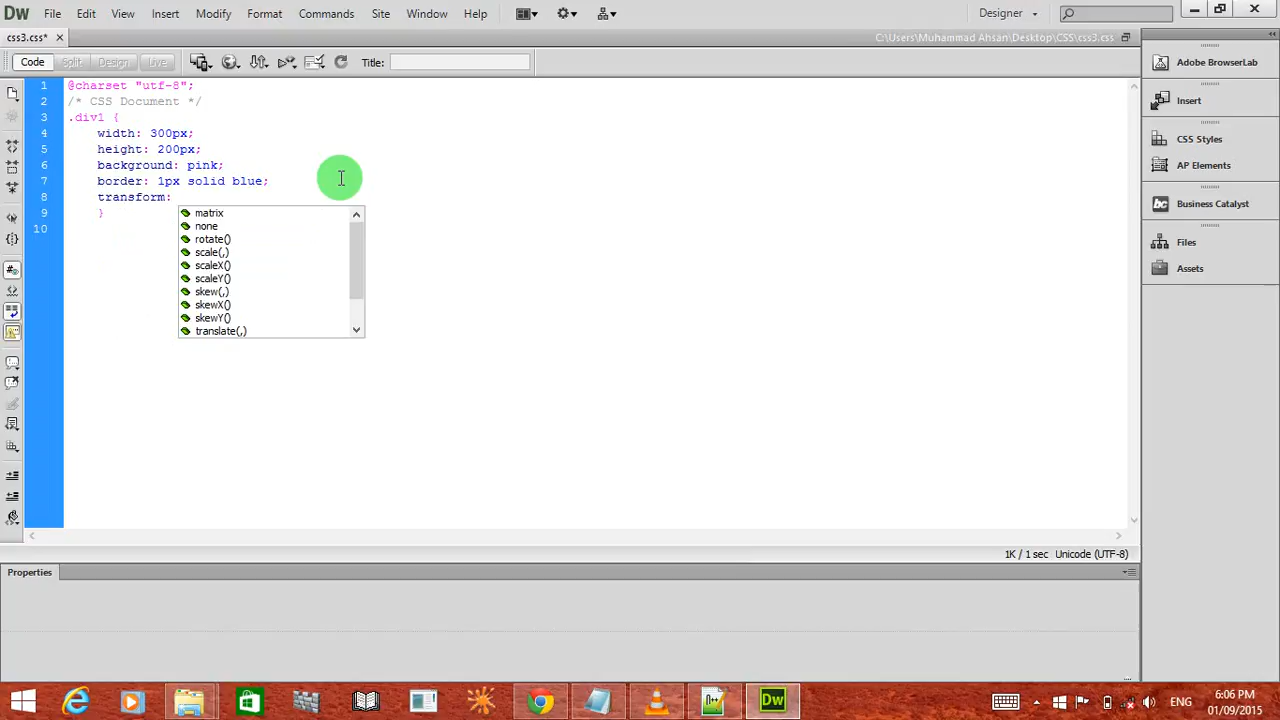 Dw File Edit View Insert Modify Format Commands Site Window Help Designer
css3.css* C:\Users\Muhammad Ahsan\Desktop\CSS\css3.css
Code Split Design Live Title:
1 @charset "utf-8";
2 /* CSS Document */
3 .div1 {
4 width: 300px;
5 height: 200px;
6 background: pink;
7 border: 1px solid blue;
8 transform:
9 }
10
matrix
none
rotate()
scale(,)
scaleX()
scaleY()
skew(,)
skewX()
skewY()
translate(,)
Adobe BrowserLab
Insert
CSS Styles
AP Elements
Business Catalyst
Files
Assets
1K / 1 sec Unicode (UTF-8)
Properties
Dw ENG 6:06 PM
01/09/2015